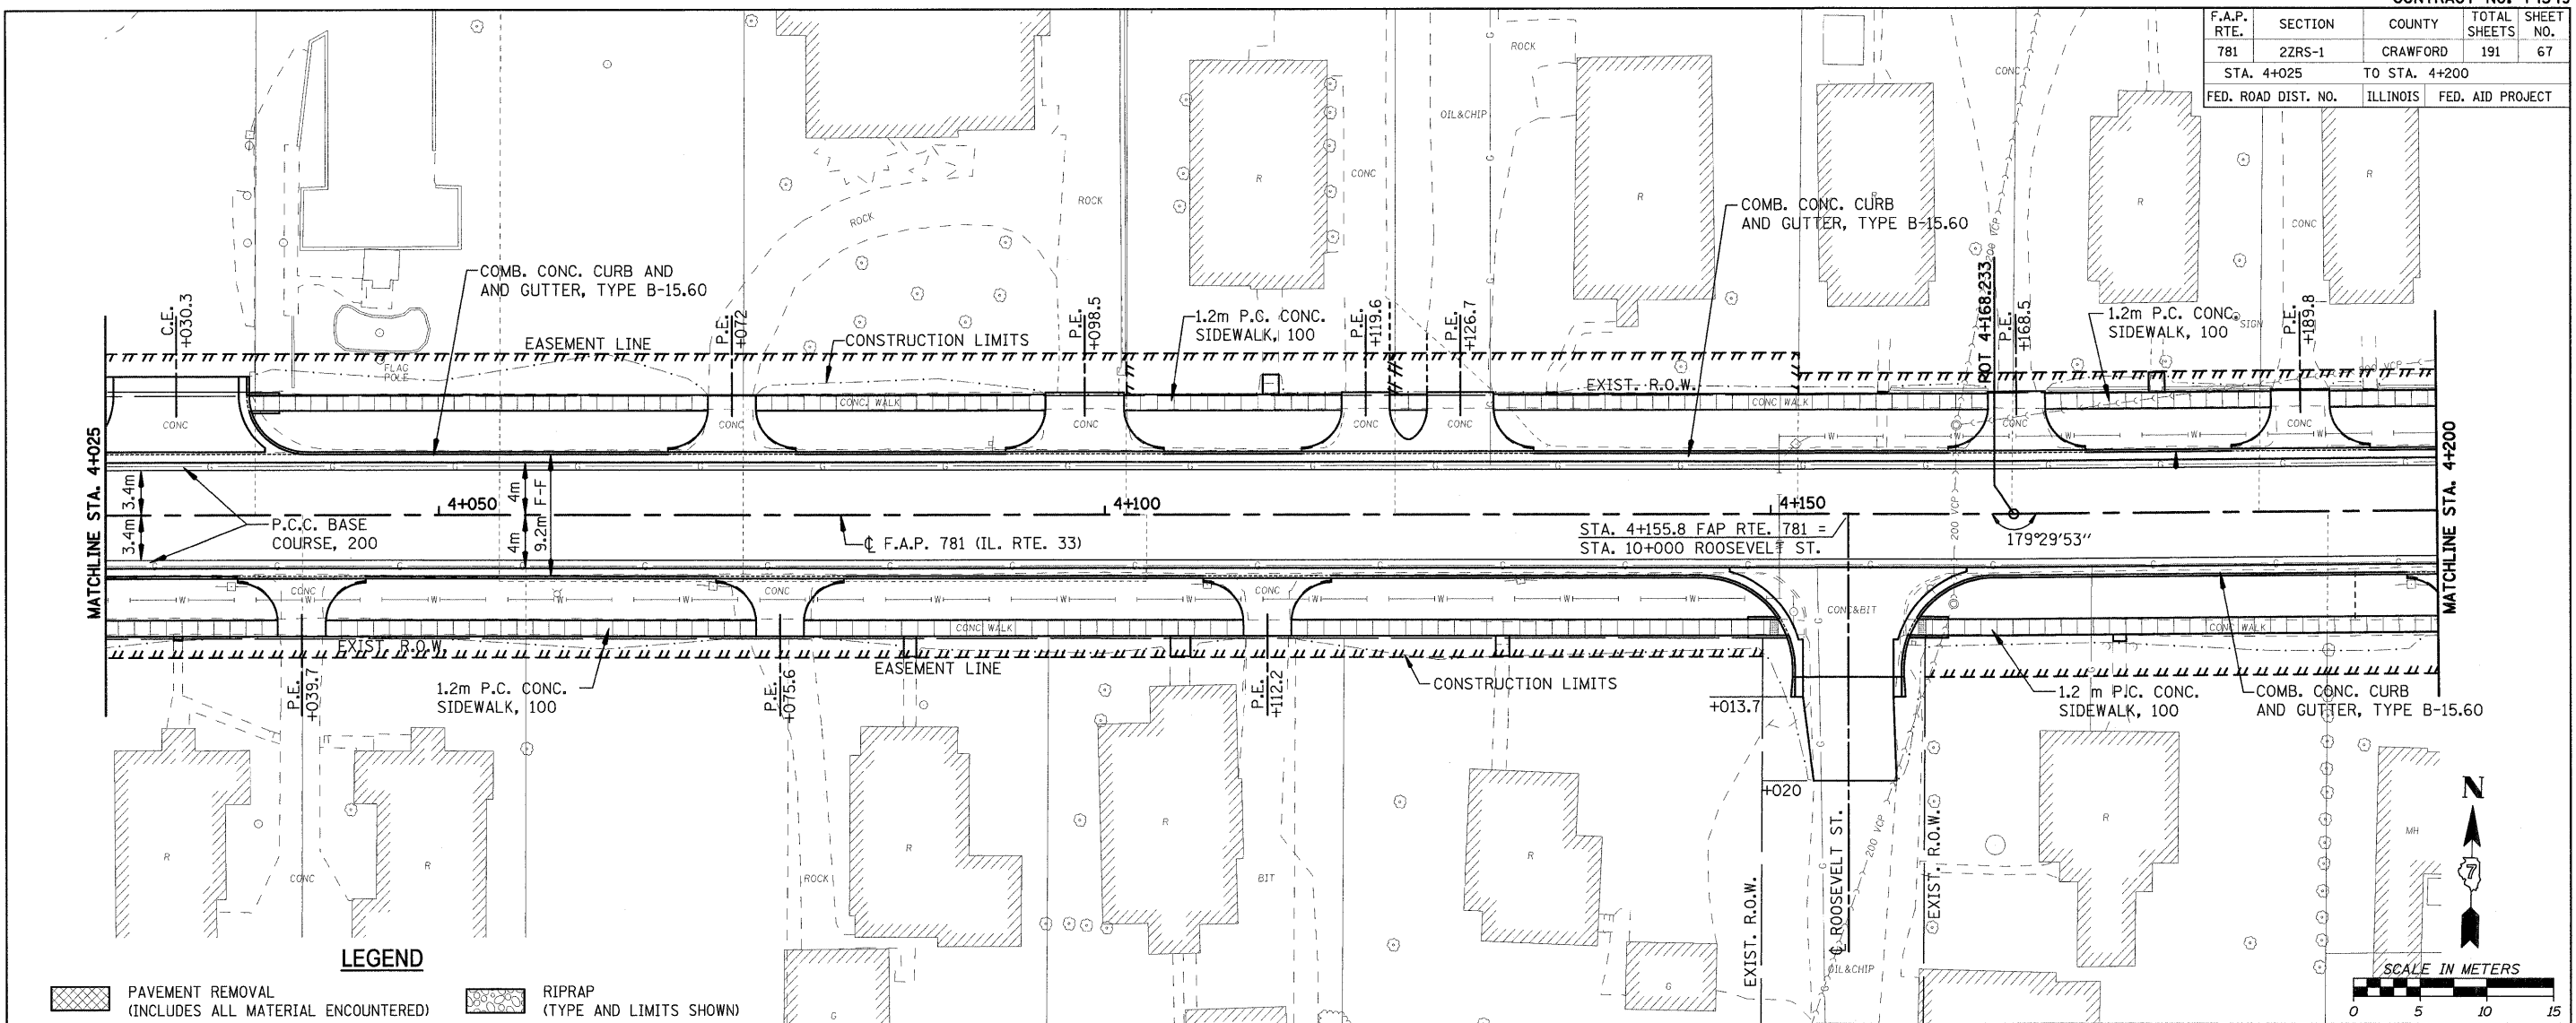 F.A.P. RTE.
SECTION
COUNTY
TOTAL SHEETS
SHEET NO.
781
2ZRS-1
CRAWFORD
191
67
STA. 4+025 TO STA. 4+200
FED. ROAD DIST. NO.
ILLINOIS
FED. AID PROJECT
ROCK
CONC
OIL&CHIP
R
R
R
R
R
CONC
ROCK
ROCK
CONC
COMB. CONC. CURB
AND GUTTER, TYPE B-15.60
200 VCP
COMB. CONC. CURB AND
AND GUTTER, TYPE B-15.60
C.E.
+030.3
P.E.
+072
P.E.
+098.5
1.2m P.C. CONC.
SIDEWALK, 100
P.E.
+119.6
P.E.
+126.7
POT 4+168.233
P.E.
+168.5
1.2m P.C. CONC.
SIDEWALK, 100
SIGN
P.E.
+189.8
EASEMENT LINE
CONSTRUCTION LIMITS
FLAG
POLE
EXIST. R.O.W.
200 VCP
CONC. WALK
CONC WALK
CONC
CONC
CONC
CONC
CONC
CONC
CONC
W
W
W
W
W
MATCHLINE STA. 4+025
MATCHLINE STA. 4+200
3.4m
3.4m
4m
4m
9.2m F-F
4+050
4+100
4+150
P.C.C. BASE
COURSE, 200
℄ F.A.P. 781 (IL. RTE. 33)
STA. 4+155.8 FAP RTE. 781 =
STA. 10+000 ROOSEVELT ST.
179°29'53''
200 VCP
CONC
CONC
CONC
CONC&BIT
W
W
W
W
W
W
W
W
W
W
W
CONC WALK
CONC WALK
EXIST. R.O.W.
EASEMENT LINE
P.E.
+039.7
1.2m P.C. CONC.
SIDEWALK, 100
P.E.
+075.6
P.E.
+112.2
CONSTRUCTION LIMITS
+013.7
1.2 m P.C. CONC.
SIDEWALK, 100
COMB. CONC. CURB
AND GUTTER, TYPE B-15.60
+020
N
7
R
R
R
R
R
R
MH
CONC
ROCK
BIT
200 VCP
EXIST. R.O.W.
℄ ROOSEVELT ST.
EXIST. R.O.W.
OIL&CHIP
G
G
LEGEND
PAVEMENT REMOVAL
(INCLUDES ALL MATERIAL ENCOUNTERED)
RIPRAP
(TYPE AND LIMITS SHOWN)
SCALE IN METERS
0 5 10 15